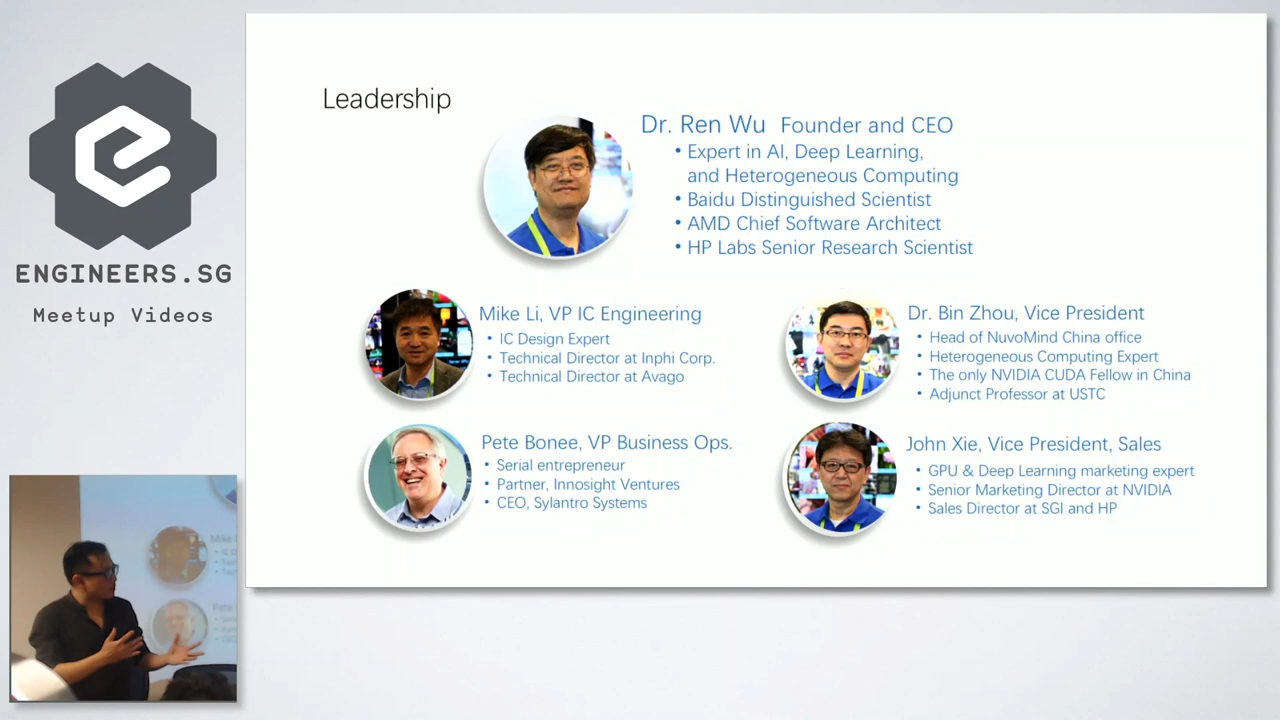 ENGINEERS.SG
Meetup Videos
Leadership
Dr. Ren Wu Founder and CEO
• Expert in AI, Deep Learning,
and Heterogeneous Computing
• Baidu Distinguished Scientist
• AMD Chief Software Architect
• HP Labs Senior Research Scientist
Mike Li, VP IC Engineering
• IC Design Expert
• Technical Director at Inphi Corp.
• Technical Director at Avago
Dr. Bin Zhou, Vice President
• Head of NuvoMind China office
• Heterogeneous Computing Expert
• The only NVIDIA CUDA Fellow in China
• Adjunct Professor at USTC
Pete Bonee, VP Business Ops.
• Serial entrepreneur
• Partner, Innosight Ventures
• CEO, Sylantro Systems
John Xie, Vice President, Sales
• GPU & Deep Learning marketing expert
• Senior Marketing Director at NVIDIA
• Sales Director at SGI and HP
Mike
Pete